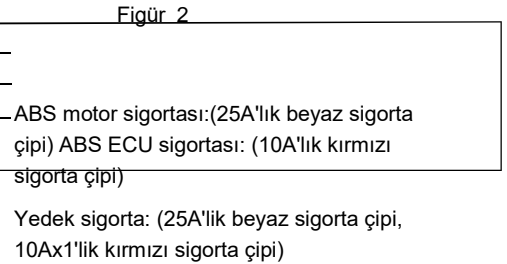 Figür 2
ABS motor sigortası:(25A'lık beyaz sigorta
çipi) ABS ECU sigortası: (10A'lık kırmızı
sigorta çipi)
Yedek sigorta: (25A'lik beyaz sigorta çipi,
10Ax1'lik kırmızı sigorta çipi)